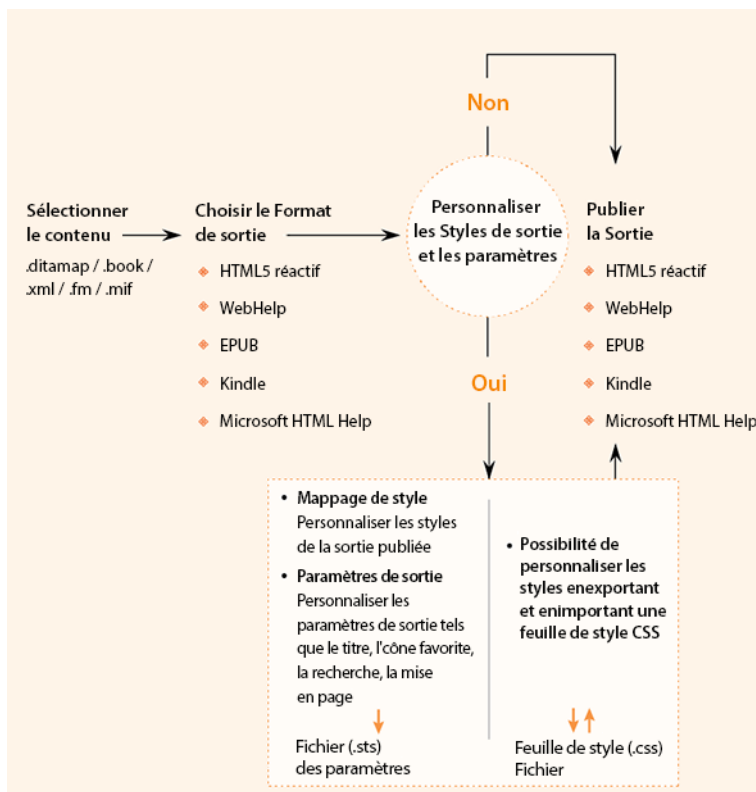 Non
Sélectionner
le contenu
.ditamap / .book /
.xml / .fm / .mif
Choisir le Format
de sortie
HTML5 réactif
WebHelp
EPUB
Kindle
Microsoft HTML Help
Personnaliser
les Styles de sortie
et les paramètres
Oui
Publier
la Sortie
HTML5 réactif
WebHelp
EPUB
Kindle
Microsoft HTML Help
• Mappage de style
Personnaliser les styles
de la sortie publiée
• Paramètres de sortie
Personnaliser les
paramètres de sortie tels
que le titre, l'cône favorite,
la recherche, la mise
en page
Fichier (.sts)
des paramètres
• Possibilité de
personnaliser les
styles enexportant
et enimportant une
feuille de style CSS
Feuille de style (.css)
Fichier